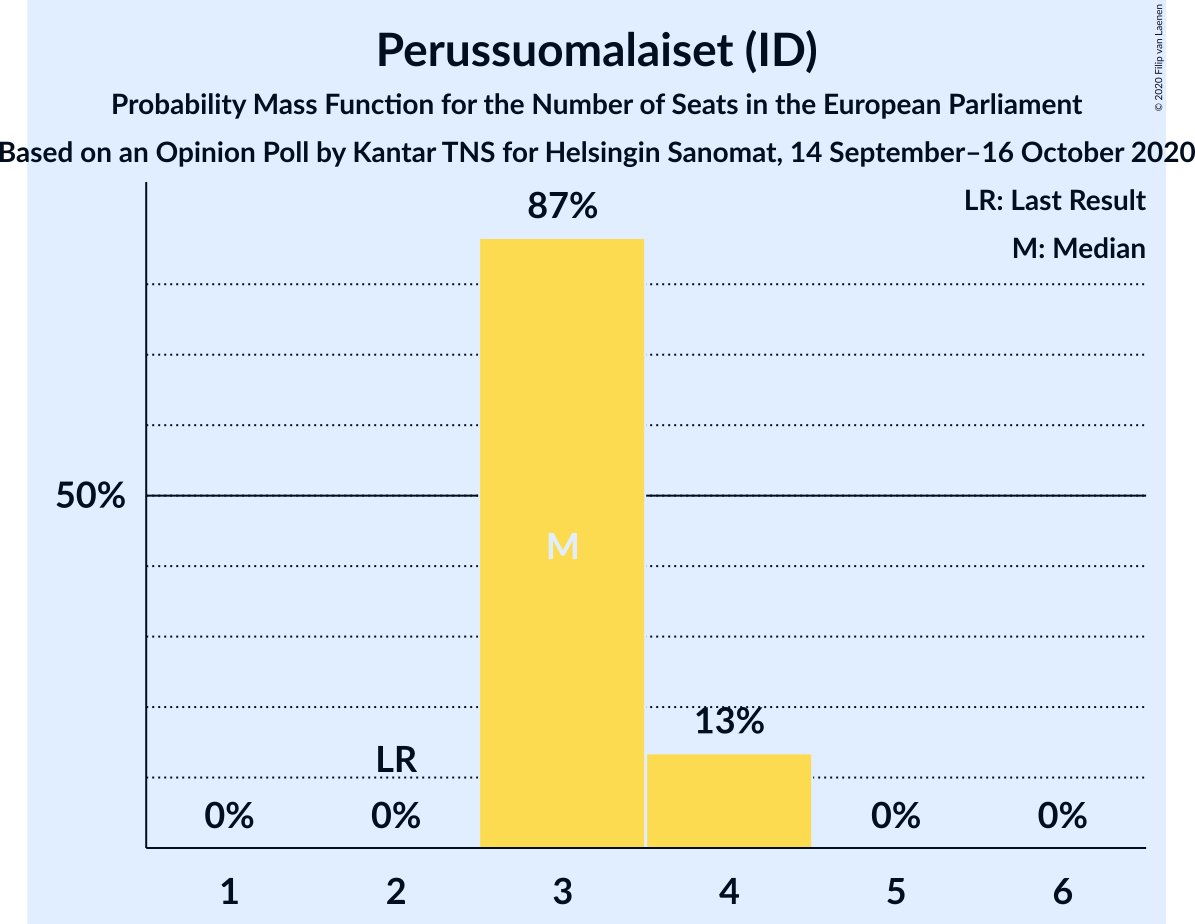 Perussuomalaiset (ID)
Probability Mass Function for the Number of Seats in the European Parliament
Based on an Opinion Poll by Kantar TNS for Helsingin Sanomat, 14 September–16 October 2020
© 2020 Filip van Laenen
LR: Last Result
M: Median
87%
50%
M
13%
LR
0% 0% 0% 0%
1 2 3 4 5 6